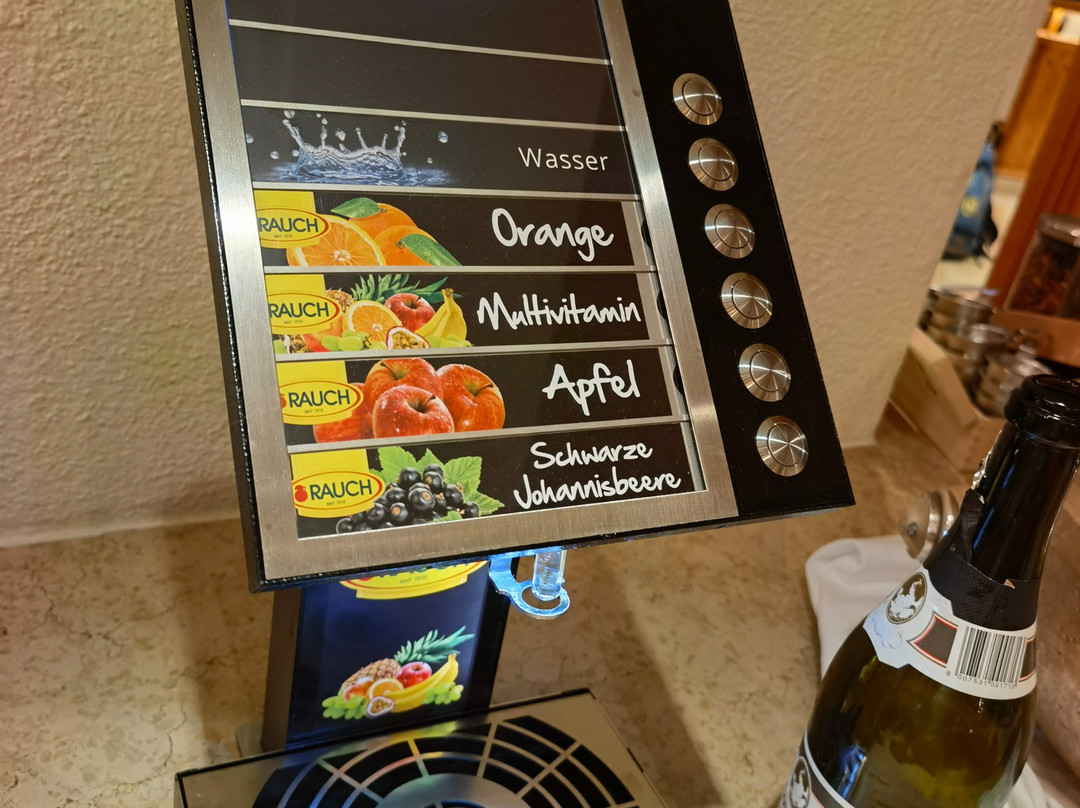 Wasser
RAUCH
Orange
RAUCH
Multivitamin
RAUCH
Apfel
RAUCH
Schwarze
Johannisbeere